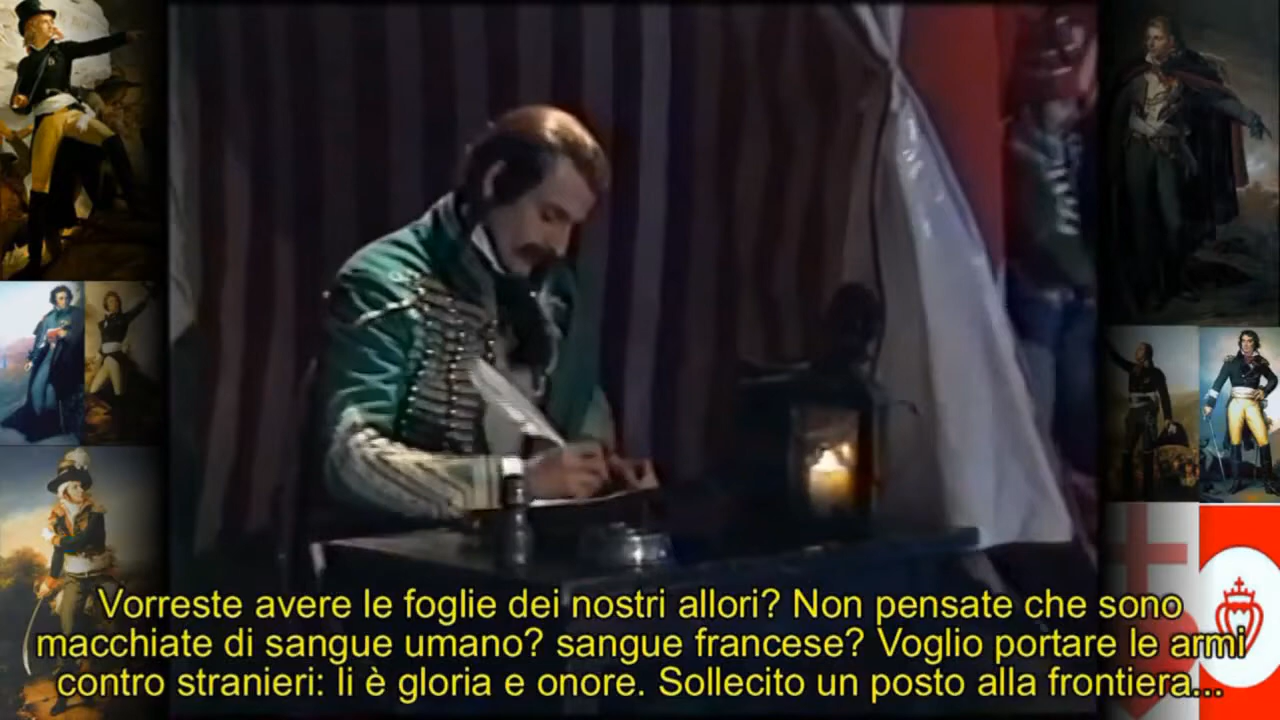 Vorreste avere le foglie dei nostri allori? Non pensate che sono
macchiate di sangue umano? sangue francese? Voglio portare le armi
contro stranieri: li è gloria e onore. Sollecito un posto alla frontiera...